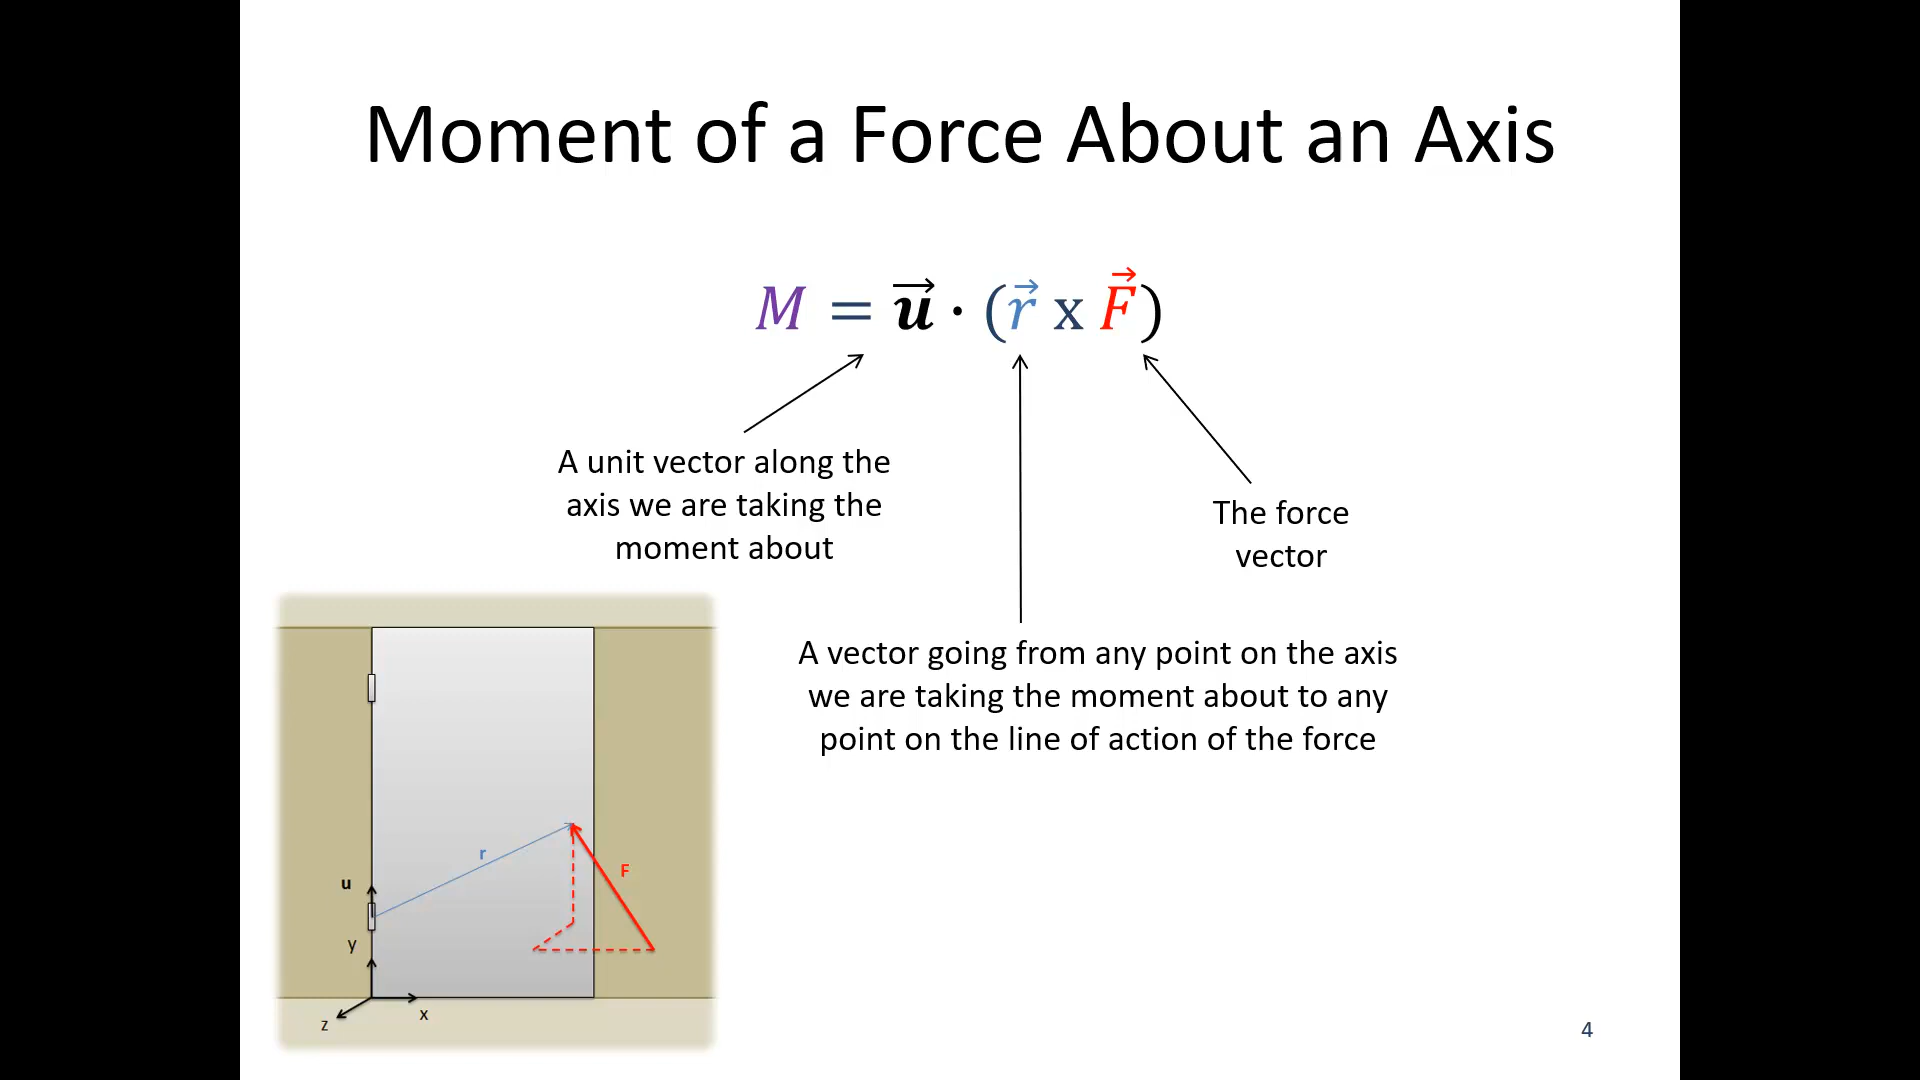 Moment of a Force About an Axis
M = u⃗ · (r⃗ x F⃗)
A unit vector along the
axis we are taking the
moment about
The force
vector
A vector going from any point on the axis
we are taking the moment about to any
point on the line of action of the force
r
F
u
y
z
x
4